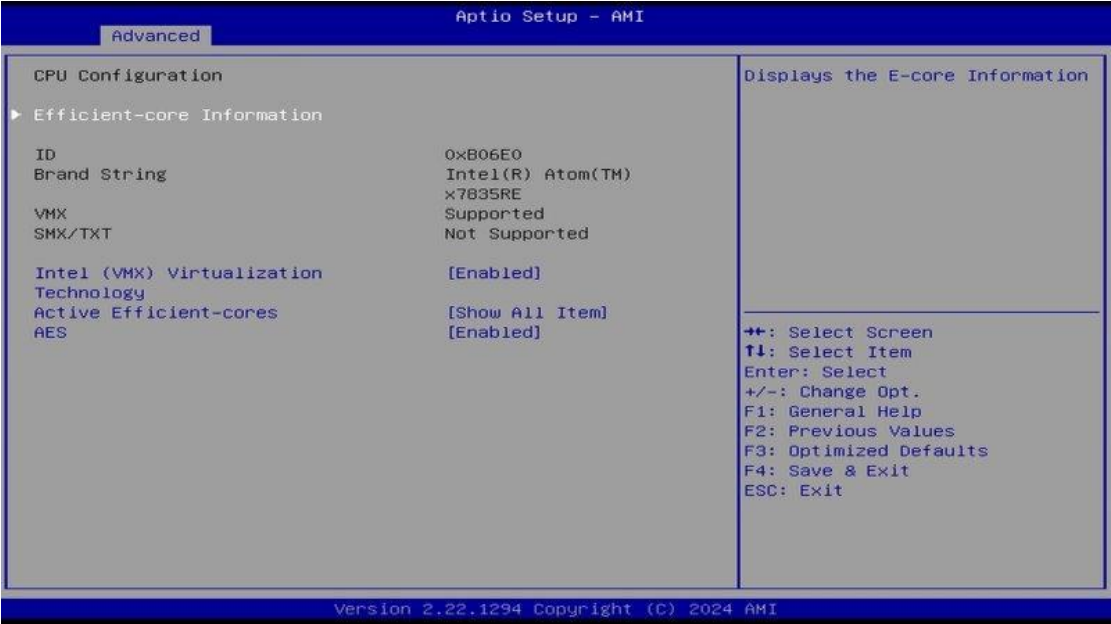 Aptio Setup - AMI
Advanced
CPU Configuration
Efficient-core Information
ID 0xB06E0
Brand String Intel(R) Atom(TM)
x7835RE
VMX Supported
SMX/TXT Not Supported
Intel (VMX) Virtualization [Enabled]
Technology
Active Efficient-cores [Show All Item]
AES [Enabled]
Displays the E-core Information
→←: Select Screen
↑↓: Select Item
Enter: Select
+/-: Change Opt.
F1: General Help
F2: Previous Values
F3: Optimized Defaults
F4: Save & Exit
ESC: Exit
Version 2.22.1294 Copyright (C) 2024 AMI